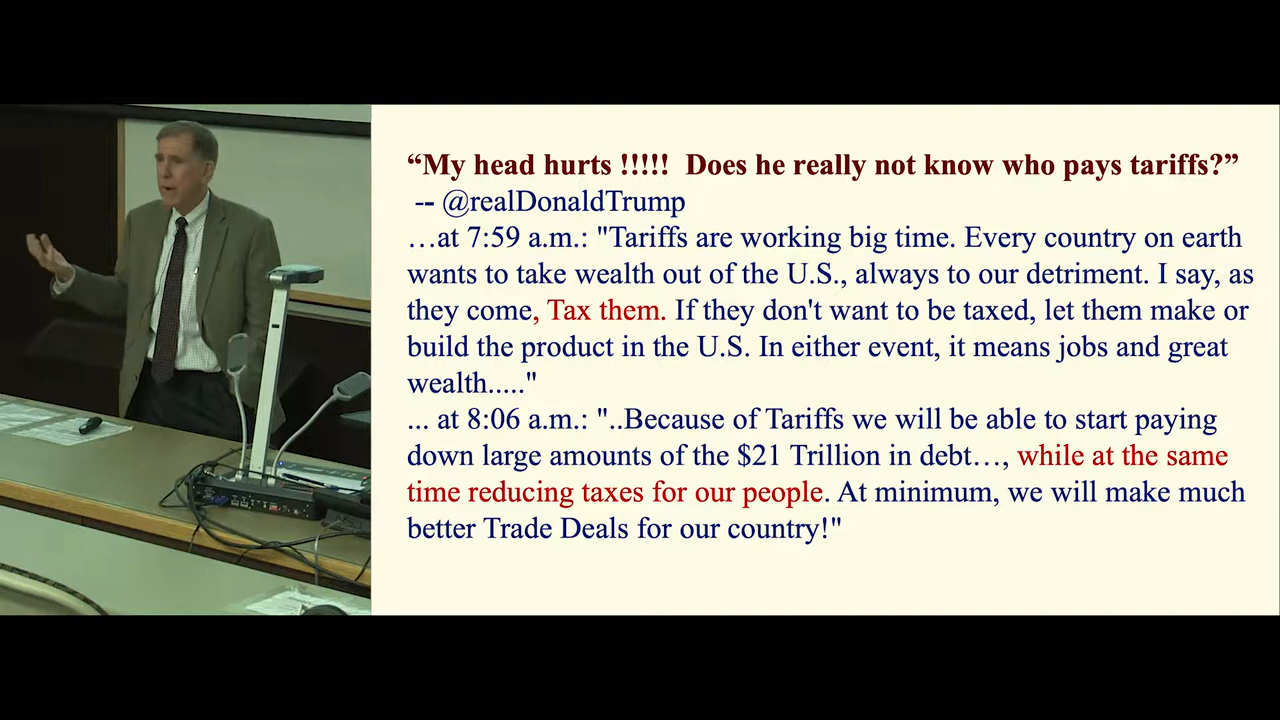 “My head hurts !!!!!  Does he really not know who pays tariffs?”
-- @realDonaldTrump
…at 7:59 a.m.: "Tariffs are working big time. Every country on earth
wants to take wealth out of the U.S., always to our detriment. I say, as
they come, Tax them. If they don't want to be taxed, let them make or
build the product in the U.S. In either event, it means jobs and great
wealth....."
... at 8:06 a.m.: "..Because of Tariffs we will be able to start paying
down large amounts of the $21 Trillion in debt…, while at the same
time reducing taxes for our people. At minimum, we will make much
better Trade Deals for our country!"